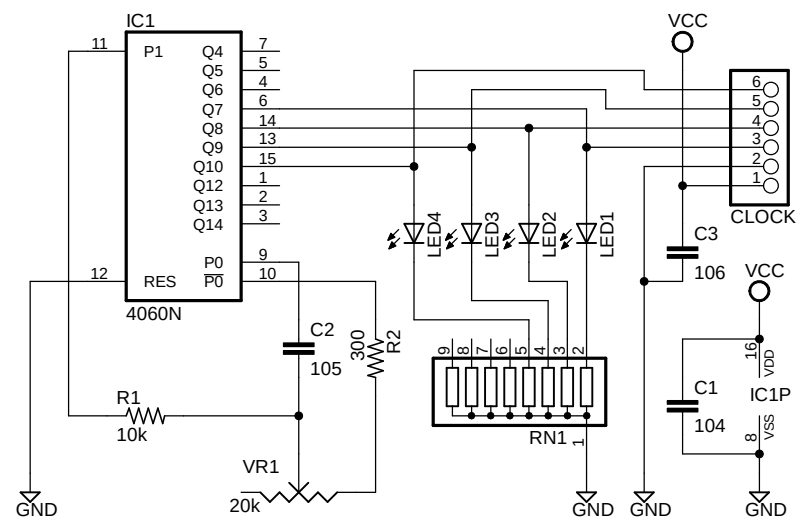 IC1
VCC
11
P1
Q4
7
Q5
5
Q6
4
Q7
6
Q8
14
Q9
13
Q10
15
Q12
1
Q13
2
Q14
3
P0
9
12
RES
P0
10
4060N
6
5
4
3
2
1
CLOCK
LED4
LED3
LED2
LED1
C3
106
VCC
C2
105
300
R2
9
8
7
6
5
4
3
2
RN1
1
16
VDD
IC1P
VSS
8
C1
104
R1
10k
VR1
20k
GND
GND
GND
GND